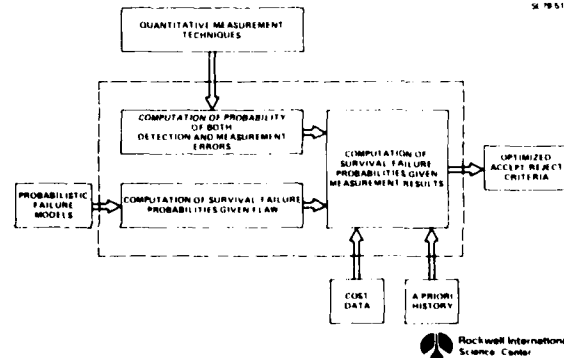 QUANTITATIVE MEASUREMENT
TECHNIQUES
COMPUTATION OF PROBABILITY
OF BOTH
DETECTION AND MEASUREMENT
ERRORS
COMPUTATION OF
SURVIVAL FAILURE
PROBABILITIES GIVEN
MEASUREMENT RESULTS
OPTIMIZED
ACCEPT REJECT
CRITERIA
PROBABILISTIC
FAILURE
MODELS
COMPUTATION OF SURVIVAL FAILURE
PROBABILITIES GIVEN FLAW
COST
DATA
A PRIORI
HISTORY
Rockwell International
Science Center